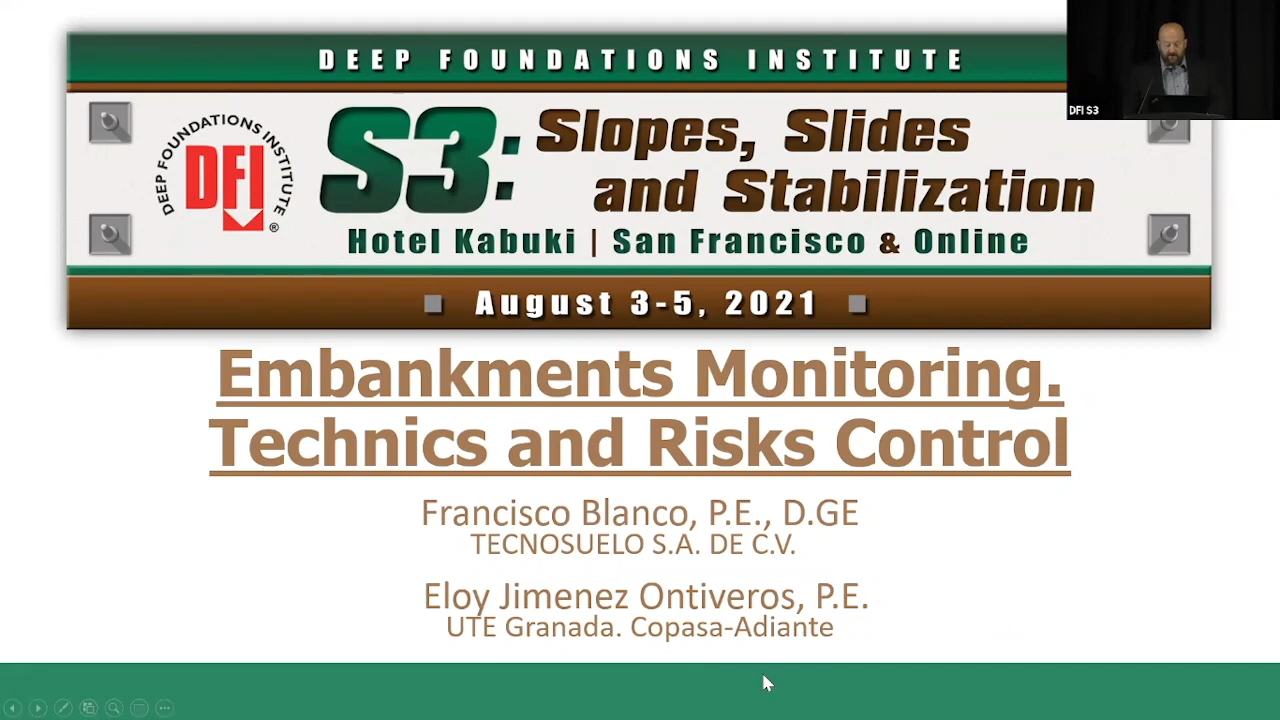 DEEP FOUNDATIONS INSTITUTE
DFI S3
DEEP FOUNDATIONS INSTITUTE
DFI
®
S3:
Slopes, Slides
and Stabilization
Hotel Kabuki | San Francisco & Online
August 3-5, 2021
Embankments Monitoring.
Technics and Risks Control
Francisco Blanco, P.E., D.GE
TECNOSUELO S.A. DE C.V.
Eloy Jimenez Ontiveros, P.E.
UTE Granada. Copasa-Adiante